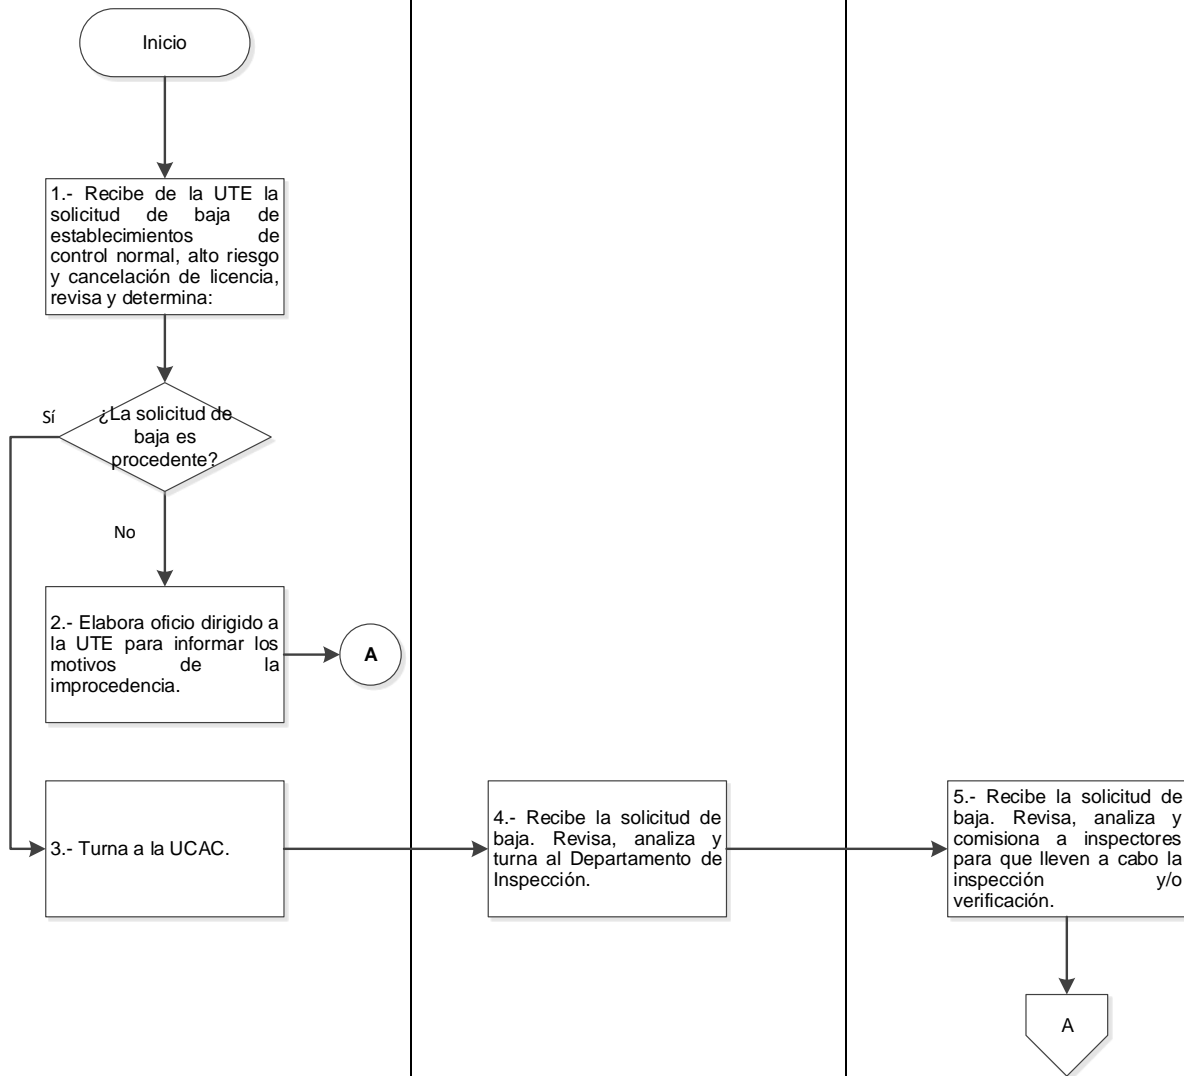 Inicio
1.- Recibe de la UTE la
solicitud de baja de
establecimientos de
control normal, alto riesgo
y cancelación de licencia,
revisa y determina:
Sí
¿La solicitud de
baja es
procedente?
No
2.- Elabora oficio dirigido a
la UTE para informar los
motivos de la
improcedencia.
A
3.- Turna a la UCAC.
4.- Recibe la solicitud de
baja. Revisa, analiza y
turna al Departamento de
Inspección.
5.- Recibe la solicitud de
baja. Revisa, analiza y
comisiona a inspectores
para que lleven a cabo la
inspección y/o
verificación.
A